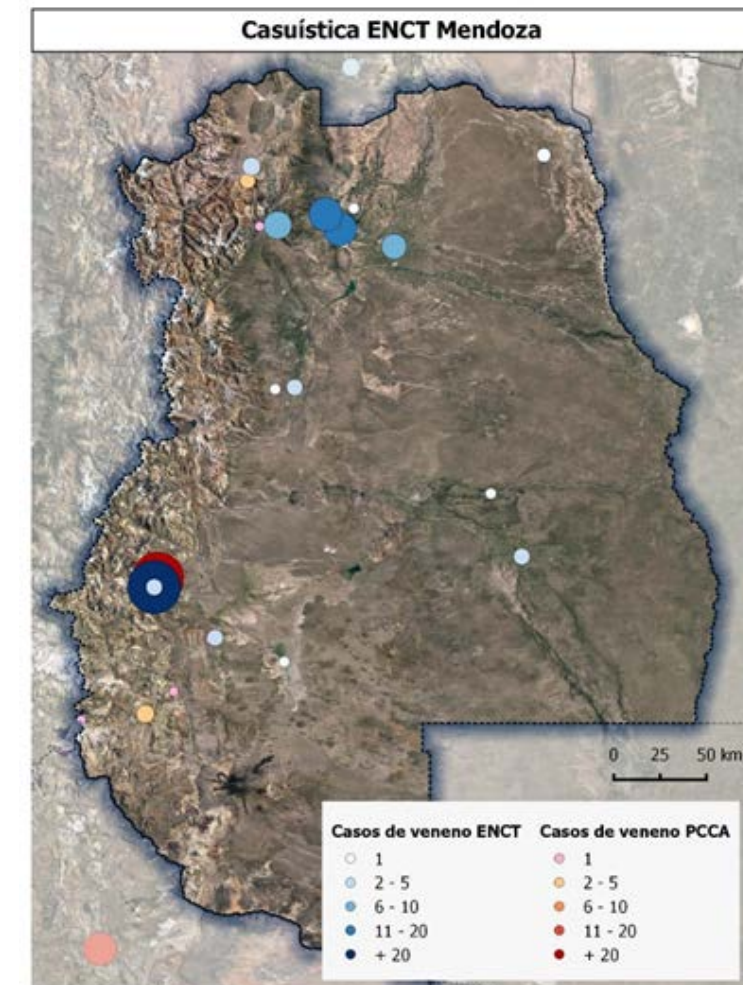 Casuística ENCT Mendoza
0 25 50 km
Casos de veneno ENCT Casos de veneno PCCA
1 1
2 - 5 2 - 5
6 - 10 6 - 10
11 - 20 11 - 20
+ 20 + 20